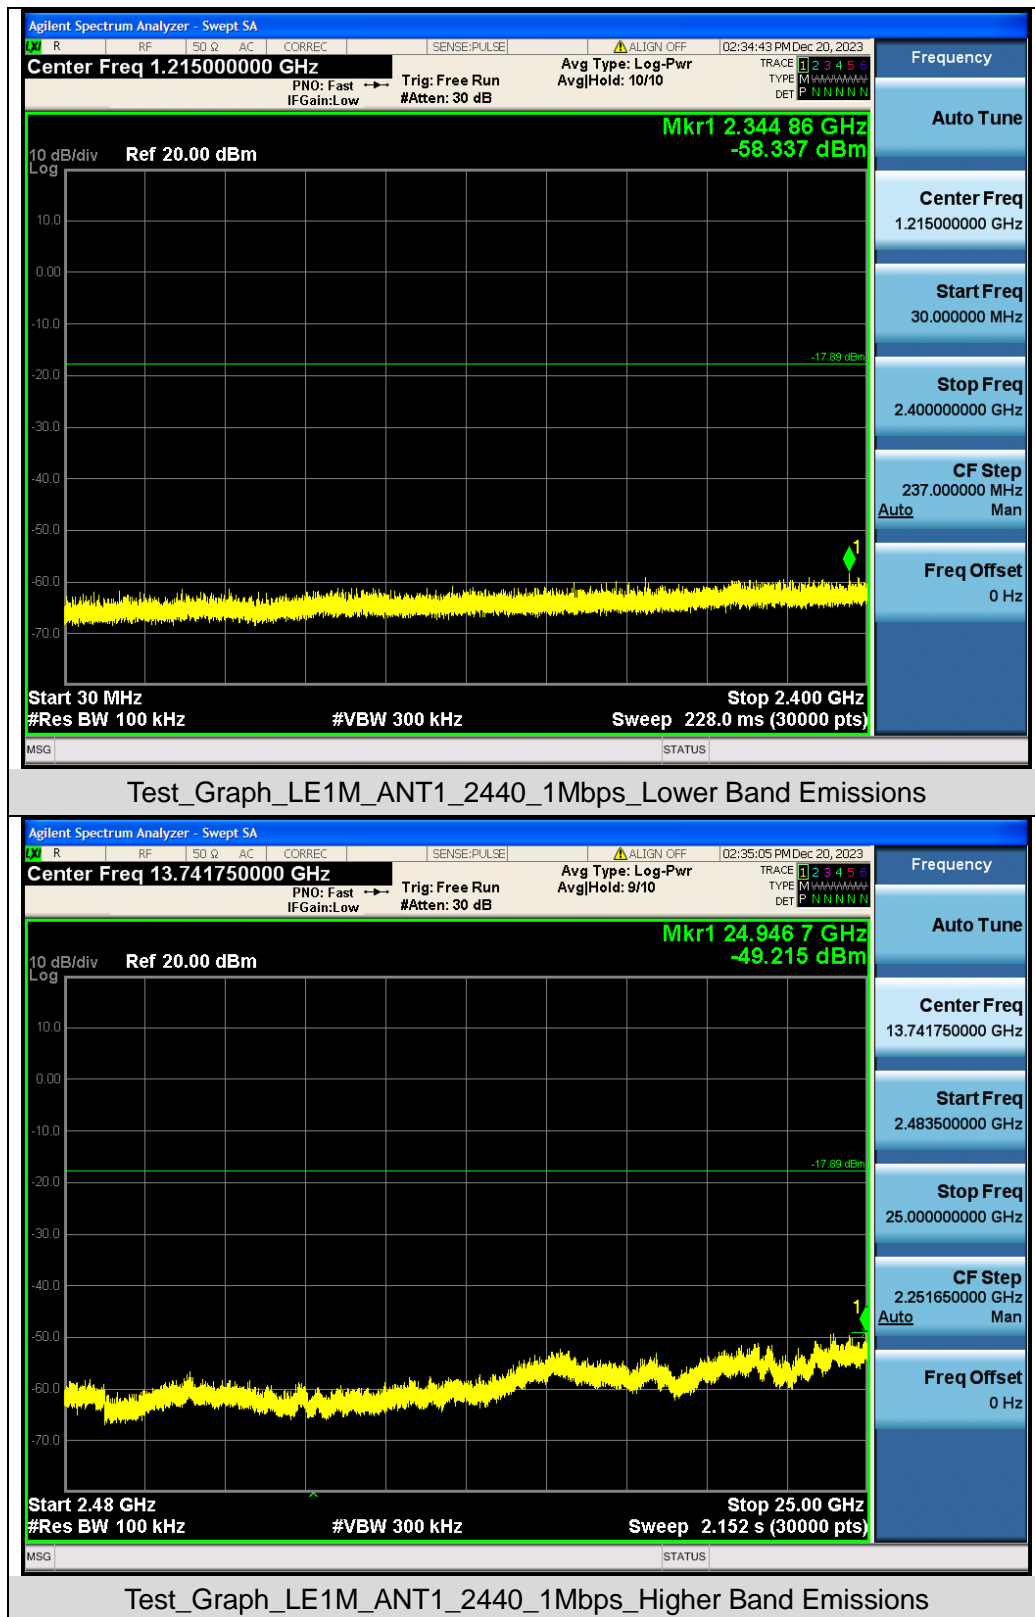 Agilent Spectrum Analyzer - Swept SA
LXI R RF 50 Ω AC CORREC SENSE:PULSE ALIGN OFF 02:34:43 PM Dec 20, 2023
Center Freq 1.215000000 GHz
PNO: Fast
IFGain:Low
Trig: Free Run
#Atten: 30 dB
Avg Type: Log-Pwr
Avg|Hold: 10/10
TRACE 1 2 3 4 5 6
TYPE M WWWWW
DET P N N N N N
Mkr1 2.344 86 GHz
-58.337 dBm
10 dB/div
Log
Ref 20.00 dBm
10.0
0.00
-10.0
-17.89 dBm
-20.0
-30.0
-40.0
-50.0
1
-60.0
-70.0
Start 30 MHz
Stop 2.400 GHz
#Res BW 100 kHz
#VBW 300 kHz
Sweep 228.0 ms (30000 pts)
MSG
STATUS
Frequency
Auto Tune
Center Freq
1.215000000 GHz
Start Freq
30.000000 MHz
Stop Freq
2.400000000 GHz
CF Step
237.000000 MHz
Auto Man
Freq Offset
0 Hz
Test_Graph_LE1M_ANT1_2440_1Mbps_Lower Band Emissions
Agilent Spectrum Analyzer - Swept SA
LXI R RF 50 Ω AC CORREC SENSE:PULSE ALIGN OFF 02:35:05 PM Dec 20, 2023
Center Freq 13.741750000 GHz
PNO: Fast
IFGain:Low
Trig: Free Run
#Atten: 30 dB
Avg Type: Log-Pwr
Avg|Hold: 9/10
TRACE 1 2 3 4 5 6
TYPE M WWWWW
DET P N N N N N
Mkr1 24.946 7 GHz
-49.215 dBm
10 dB/div
Log
Ref 20.00 dBm
10.0
0.00
-10.0
-17.89 dBm
-20.0
-30.0
-40.0
1
-50.0
-60.0
-70.0
Start 2.48 GHz
Stop 25.00 GHz
#Res BW 100 kHz
#VBW 300 kHz
Sweep 2.152 s (30000 pts)
MSG
STATUS
Frequency
Auto Tune
Center Freq
13.741750000 GHz
Start Freq
2.483500000 GHz
Stop Freq
25.000000000 GHz
CF Step
2.251650000 GHz
Auto Man
Freq Offset
0 Hz
Test_Graph_LE1M_ANT1_2440_1Mbps_Higher Band Emissions